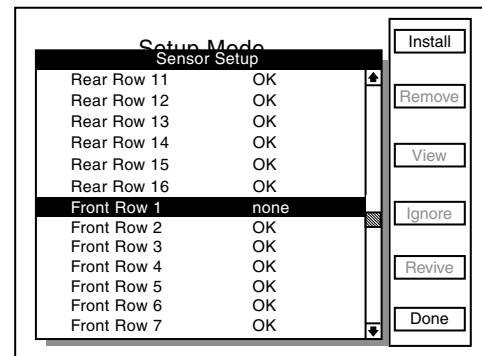 Setup Mode
Sensor Setup
Rear Row 11 OK
Rear Row 12 OK
Rear Row 13 OK
Rear Row 14 OK
Rear Row 15 OK
Rear Row 16 OK
Front Row 1 none
Front Row 2 OK
Front Row 3 OK
Front Row 4 OK
Front Row 5 OK
Front Row 6 OK
Front Row 7 OK
Install
Remove
View
Ignore
Revive
Done